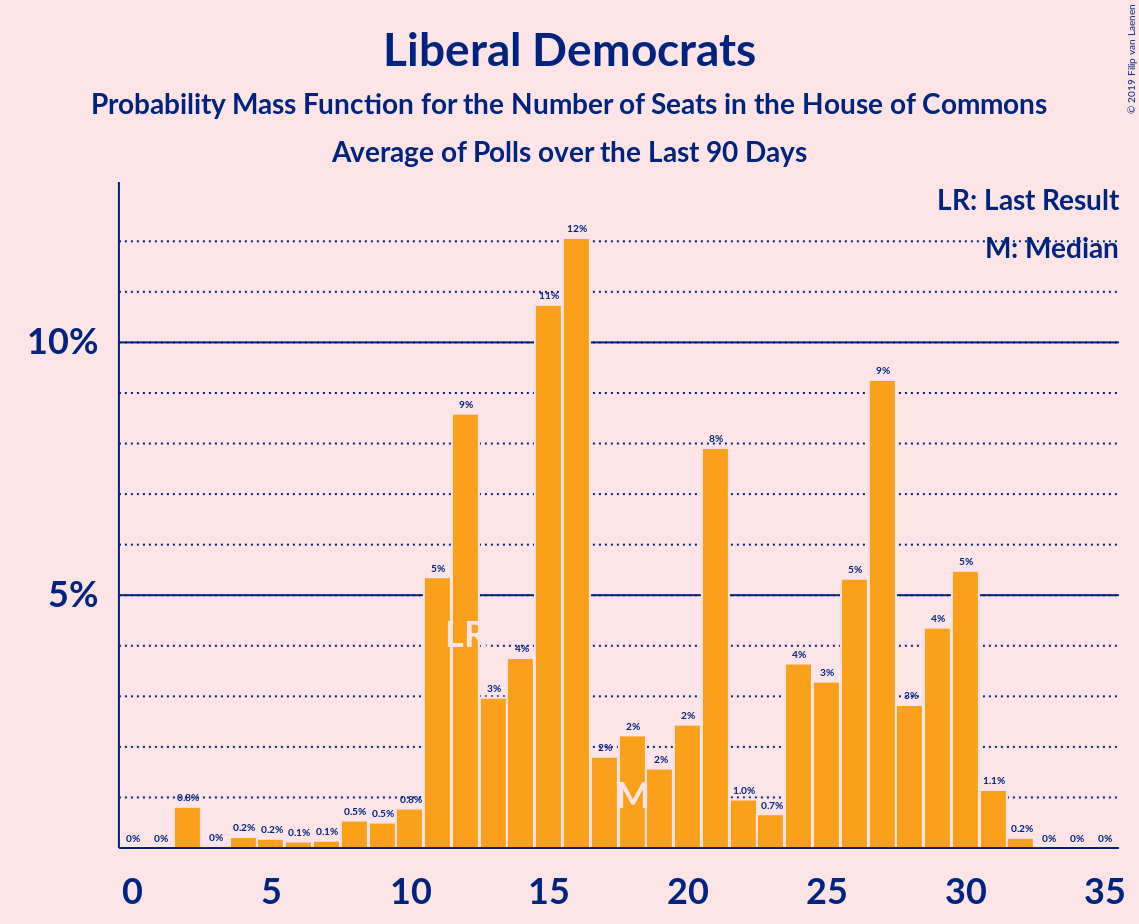 © 2019 Filip van Laenen
Liberal Democrats
Probability Mass Function for the Number of Seats in the House of Commons
Average of Polls over the Last 90 Days
LR: Last Result
M: Median
10%
5%
0% 0% 0.8% 0% 0.2% 0.2% 0.1% 0.1% 0.5% 0.5% 0.8% 5% 9% 3% 4% 11% 12% 2% 2% 2% 2% 8% 1.0% 0.7% 4% 3% 5% 9% 3% 4% 5% 1.1% 0.2% 0% 0% 0%
LR
M
0 5 10 15 20 25 30 35